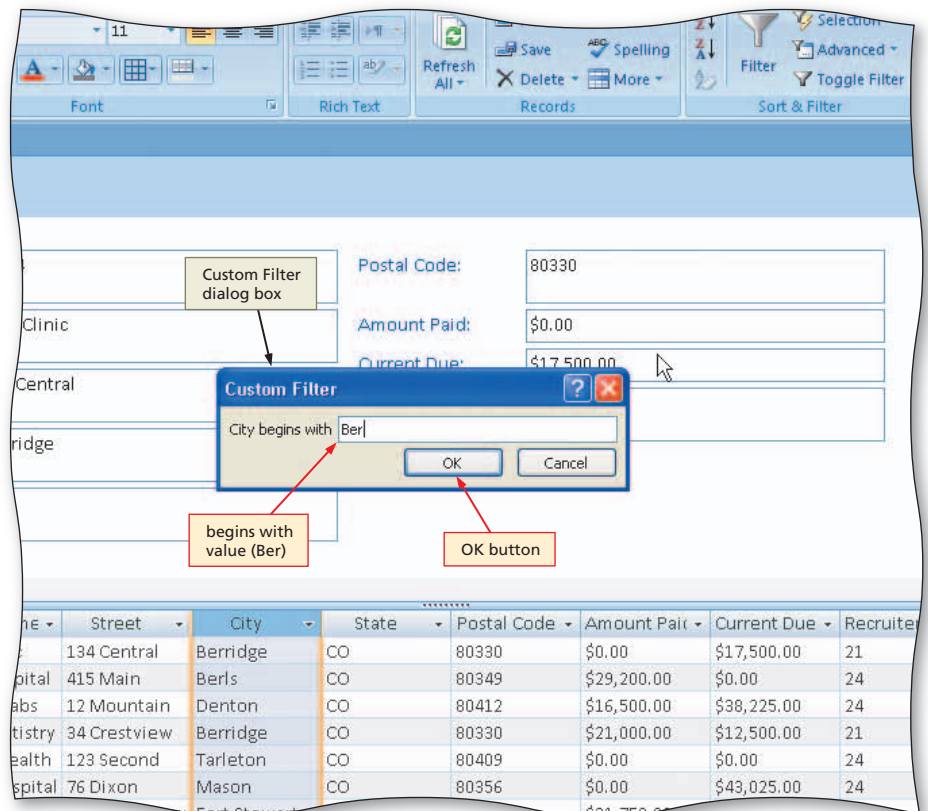 11
Selection
Save
ABC Spelling
Advanced
A
Refresh All
Delete
More
Filter
Toggle Filter
Font
Rich Text
Records
Sort & Filter
Postal Code: 80330
Custom Filter
dialog box
Clinic
Amount Paid: $0.00
Current Due: $17,500.00
Central
Custom Filter
City begins with Ber
ridge
OK Cancel
begins with
value (Ber)
OK button
Street City State Postal Code Amount Paid Current Due Recruiter
134 Central Berridge CO 80330 $0.00 $17,500.00 21
pital 415 Main Berls CO 80349 $29,200.00 $0.00 24
abs 12 Mountain Denton CO 80412 $16,500.00 $38,225.00 24
tistry 34 Crestview Berridge CO 80330 $21,000.00 $12,500.00 21
ealth 123 Second Tarleton CO 80409 $0.00 $0.00 24
spital 76 Dixon Mason CO 80356 $0.00 $43,025.00 24